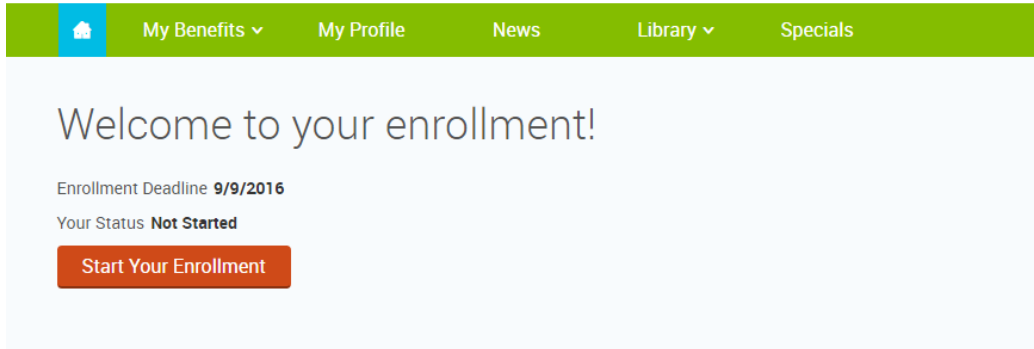 My Benefits My Profile News Library Specials
Welcome to your enrollment!
Enrollment Deadline 9/9/2016
Your Status Not Started
Start Your Enrollment